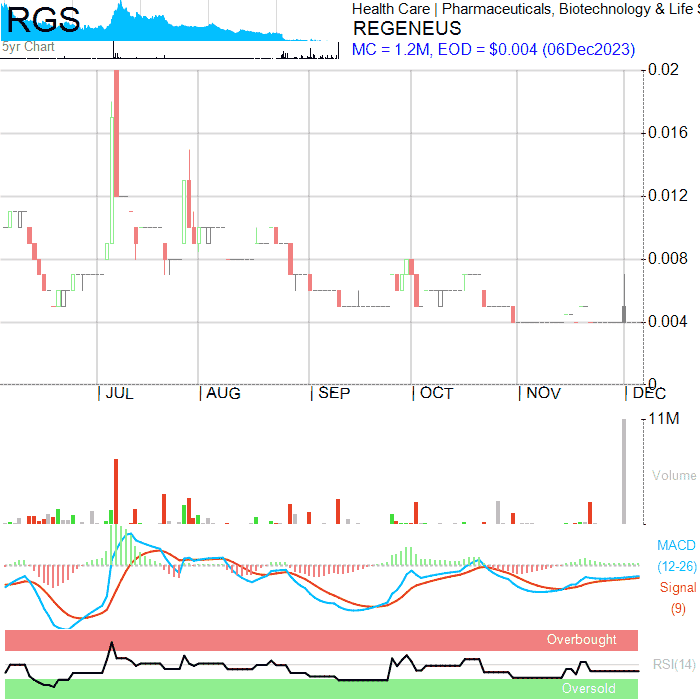 RGS
Health Care | Pharmaceuticals, Biotechnology & Life S
REGENEUS
5yr Chart
MC = 1.2M, EOD = $0.004 (06Dec2023)
0.02
0.016
0.012
0.008
0.004
0
JUL AUG SEP OCT NOV DEC
11M
Volume
MACD
(12-26)
Signal
(9)
Overbought
RSI(14)
Oversold